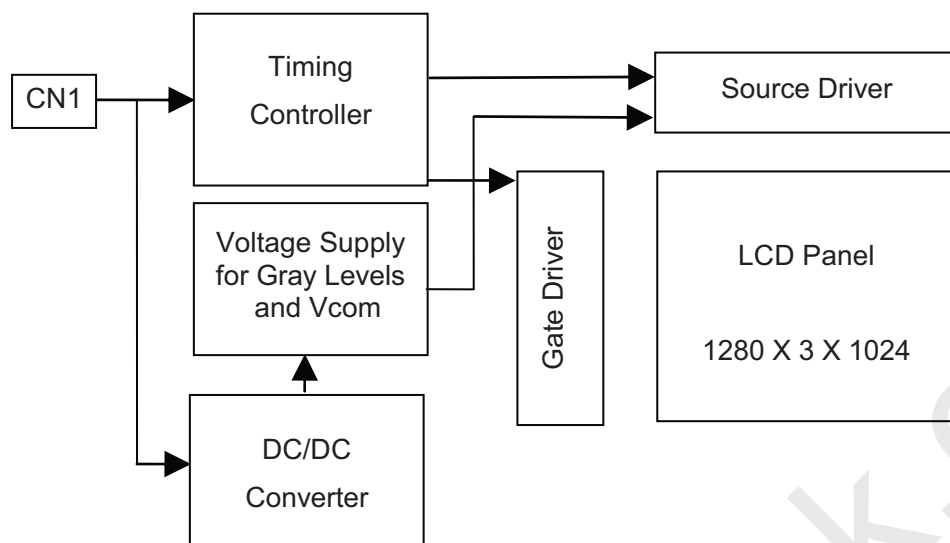 CN1
Timing
Controller
Source Driver
Voltage Supply
for Gray Levels
and Vcom
Gate Driver
LCD Panel
1280 X 3 X 1024
DC/DC
Converter